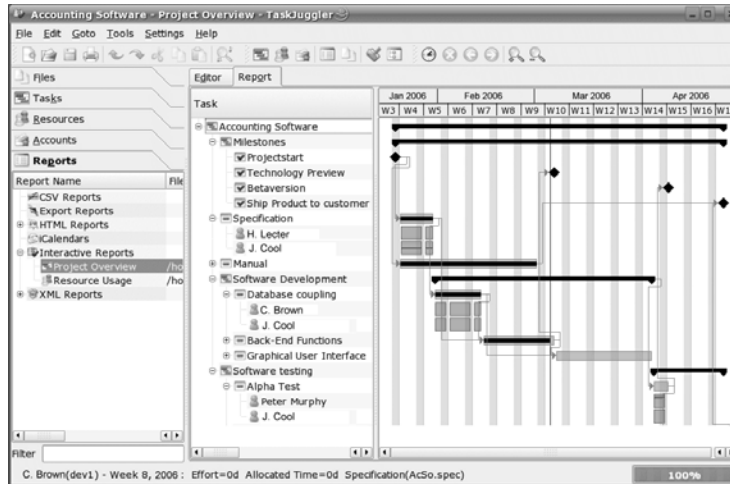 Accounting Software - Project Overview - TaskJuggler
File Edit Goto Tools Settings Help
Files
Tasks
Resources
Accounts
Reports
Report Name File
CSV Reports
Export Reports
HTML Reports
iCalendars
Interactive Reports
Project Overview /ho
Resource Usage /ho
XML Reports
Filter
Editor Report
Task
Accounting Software
Milestones
Projectstart
Technology Preview
Betaversion
Ship Product to customer
Specification
H. Lecter
J. Cool
Manual
Software Development
Database coupling
C. Brown
J. Cool
Back-End Functions
Graphical User Interface
Software testing
Alpha Test
Peter Murphy
J. Cool
Jan 2006 Feb 2006 Mar 2006 Apr 2006
W3 W4 W5 W6 W7 W8 W9 W10 W11 W12 W13 W14 W15 W16 W1
C. Brown(dev1) - Week 8, 2006 : Effort=0d Allocated Time=0d Specification(AcSo.spec)
100%